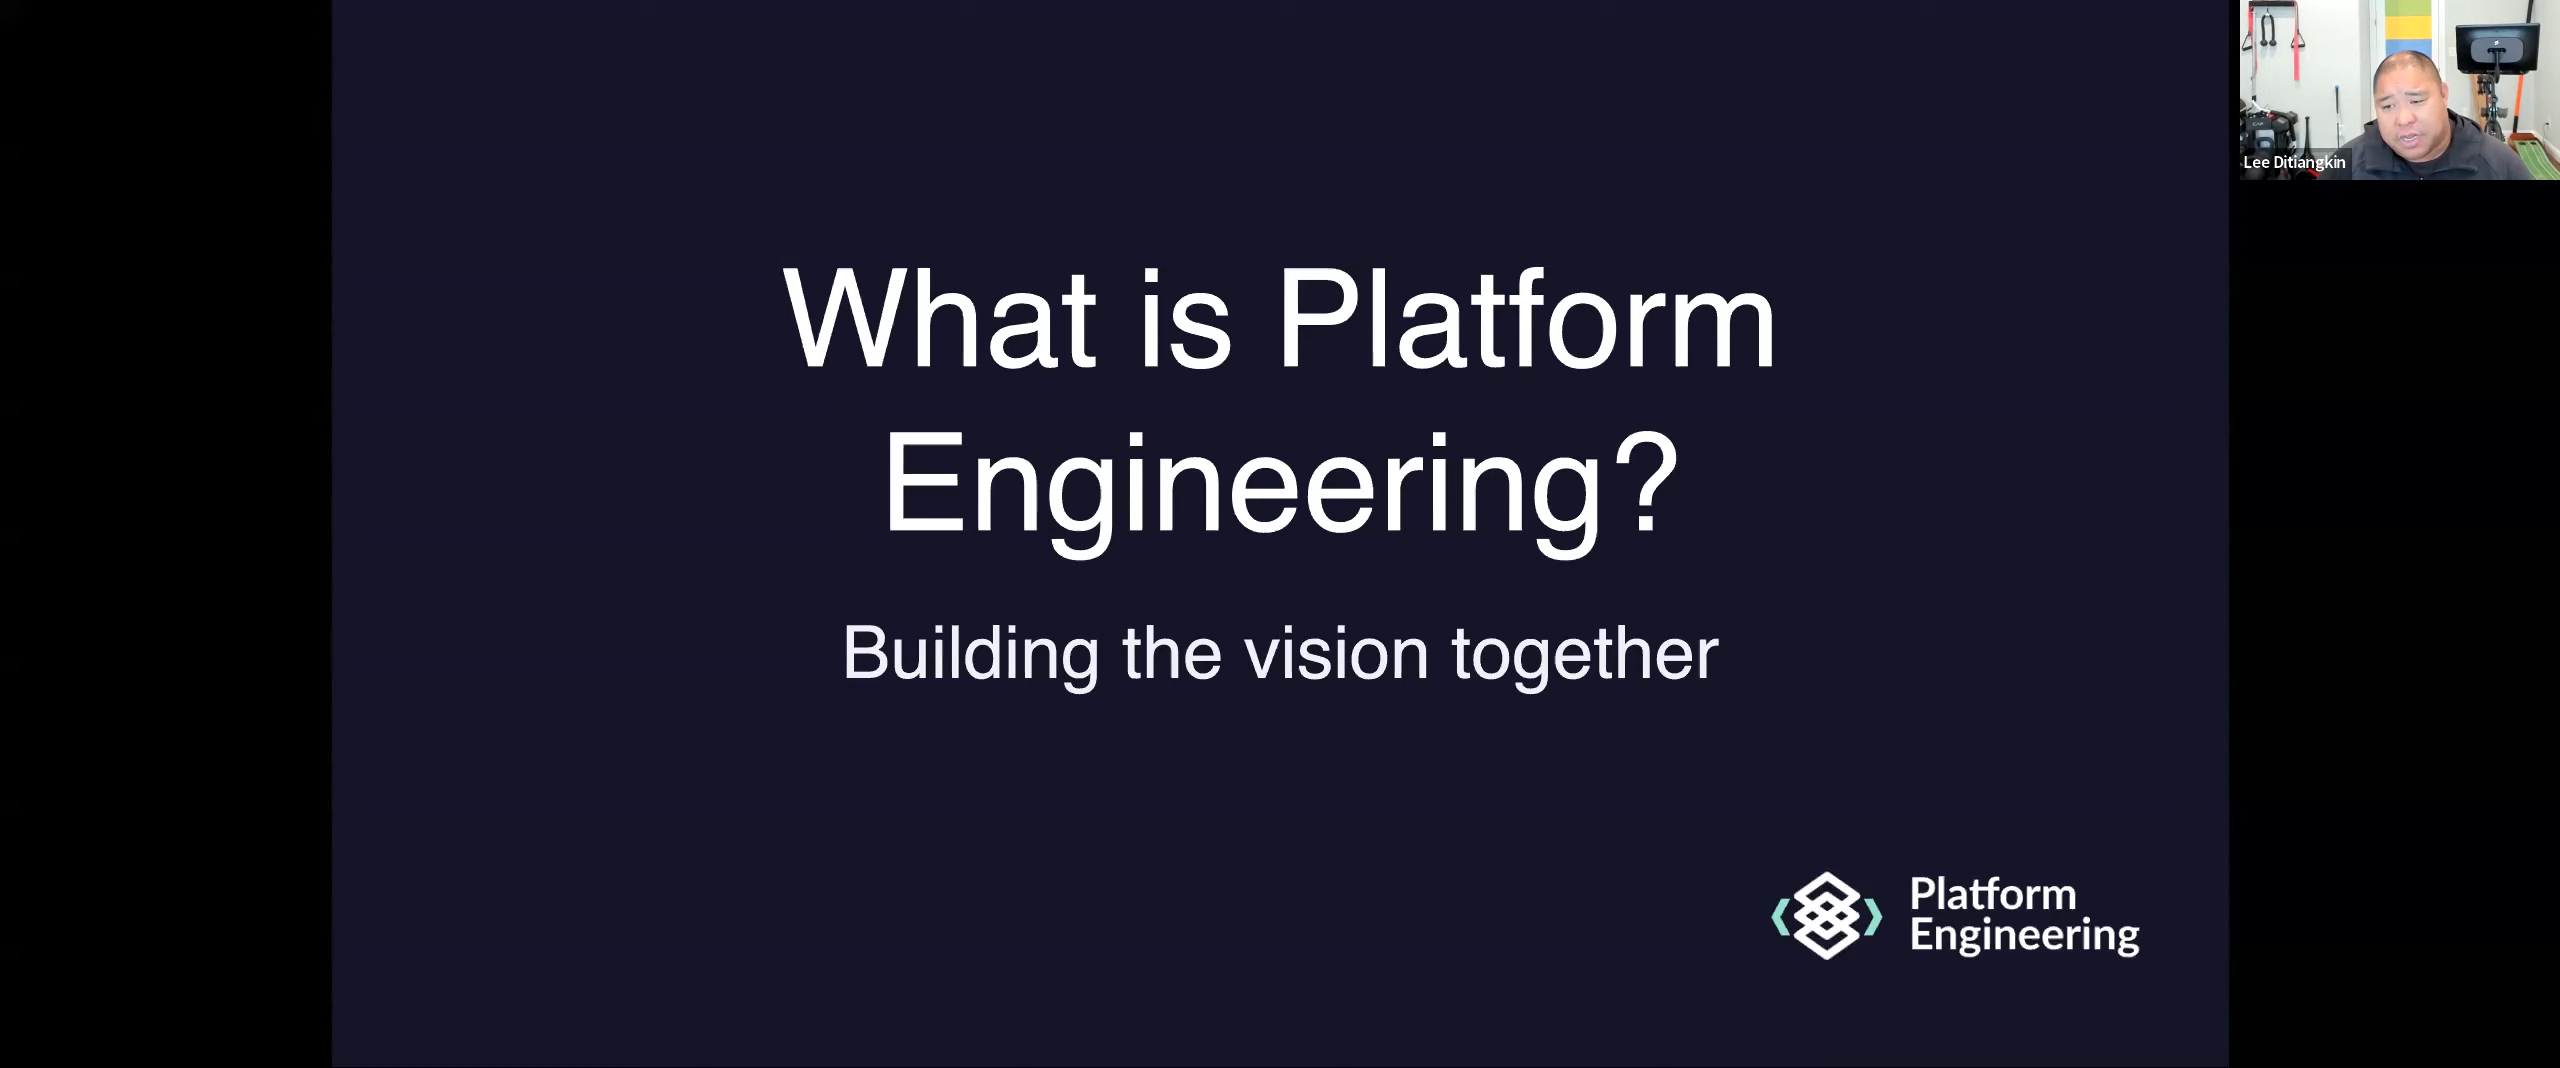 What is Platform
Engineering?
Building the vision together
Platform
Engineering
Lee Ditiangkin